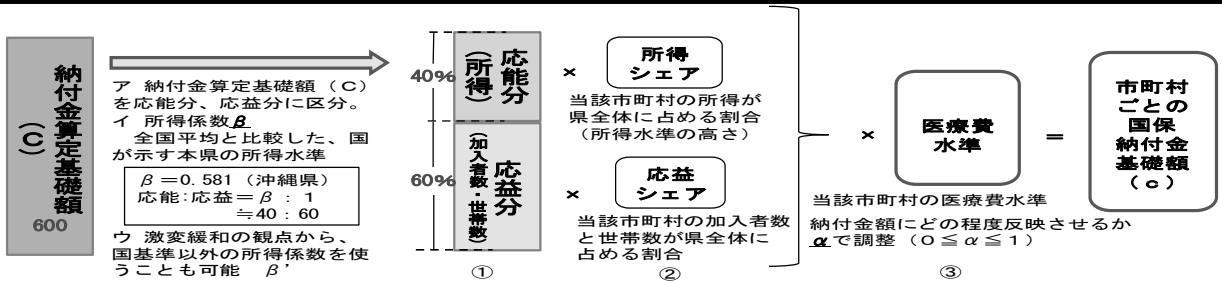 納付金算定基礎額
(C)
600
ア 納付金算定基礎額(C)
を応能分、応益分に区分。
イ 所得係数β
全国平均と比較した、国
が示す本県の所得水準
β=0.581(沖縄県)
応能:応益=β:1
≒40:60
ウ 激変緩和の観点から、
国基準以外の所得係数を使
うことも可能 β'
40%
60%
応能分
(所得)
応益分
(加入者数・世帯数)
①
×
所得
シェア
当該市町村の所得が
県全体に占める割合
(所得水準の高さ)
×
応益
シェア
当該市町村の加入者数
と世帯数が県全体に
占める割合
②
×
医療費
水準
当該市町村の医療費水準
納付金額にどの程度反映させるか
αで調整(0≦α≦1)
③
=
市町村
ごとの
国保
納付金
基礎額
(c)